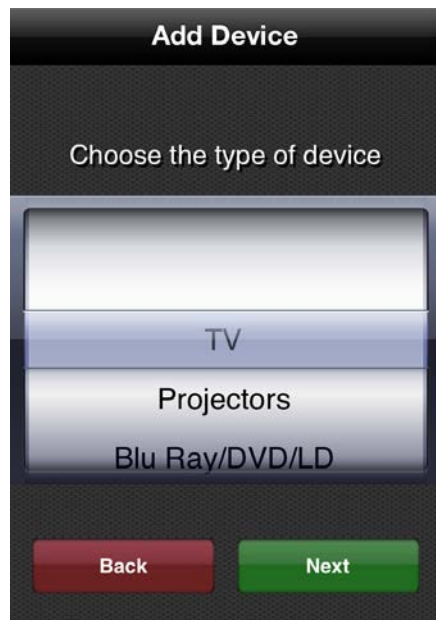 Add Device
Choose the type of device
TV
Projectors
Blu Ray/DVD/LD
Back Next